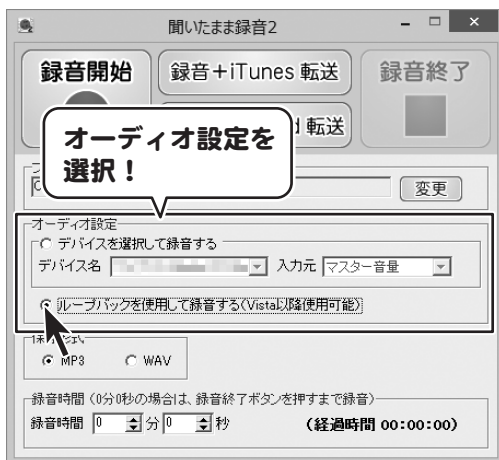 聞いたまま録音2
録音開始
録音+iTunes 転送
録音終了
転送
オーディオ設定を
選択！
変更
オーディオ設定
デバイスを選択して録音する
デバイス名
入力元 マスター音量
ループバックを使用して録音する(Vista以降使用可能)
MP3 WAV
録音時間（0分0秒の場合は、録音終了ボタンを押すまで録音）
録音時間 0 分 0 秒 (経過時間 00:00:00)